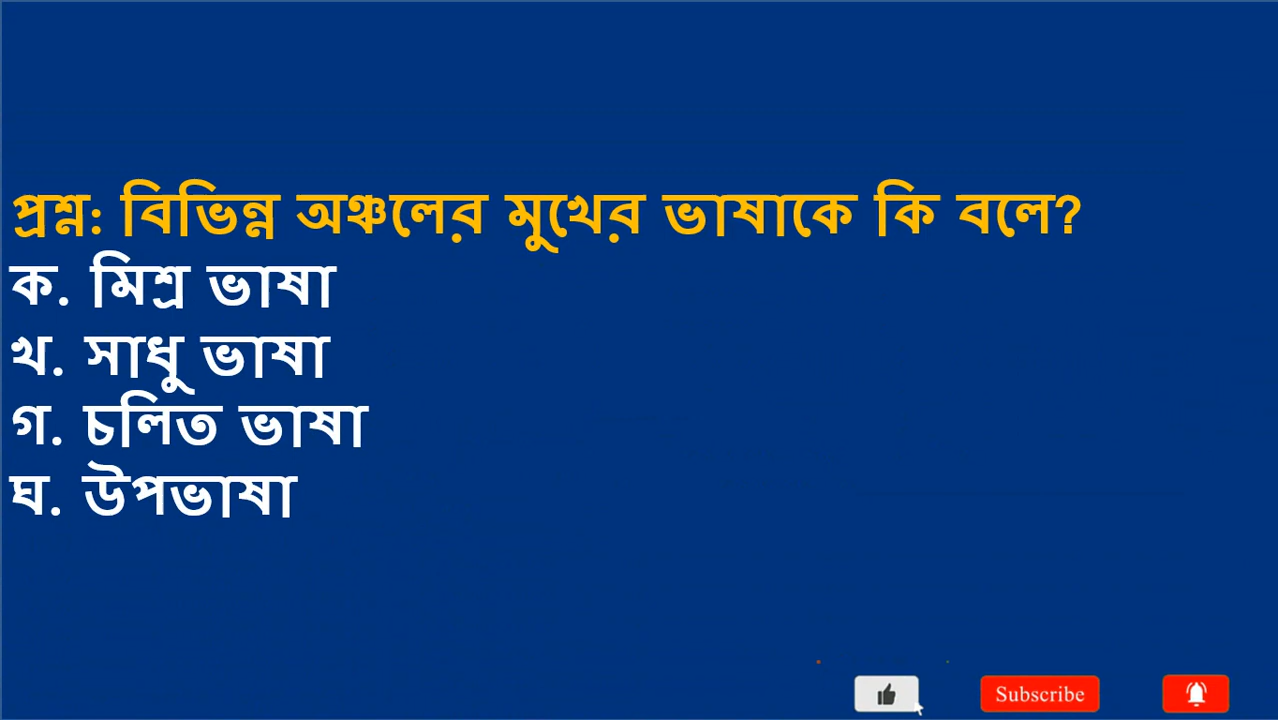 প্রশ্ন: বিভিন্ন অঞ্চলের মুখের ভাষাকে কি বলে?
ক. মিশ্র ভাষা
খ. সাধু ভাষা
গ. চলিত ভাষা
ঘ. উপভাষা
Subscribe